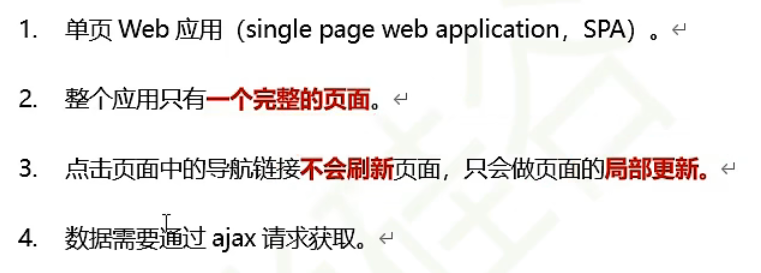 1. 单页 Web 应用（single page web application，SPA）。
2. 整个应用只有一个完整的页面。
3. 点击页面中的导航链接不会刷新页面，只会做页面的局部更新。
4. 数据需要通过 ajax 请求获取。